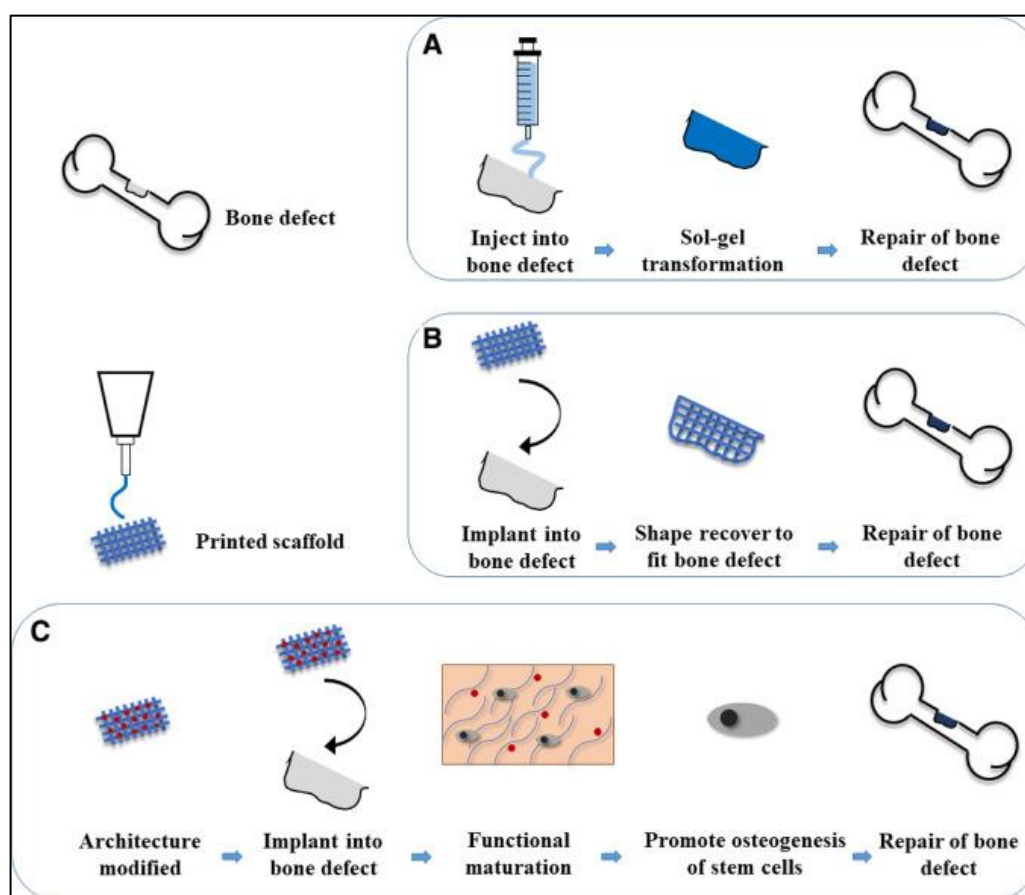 A
Bone defect
Inject into
bone defect
Sol-gel
transformation
Repair of bone
defect
B
Printed scaffold
Implant into
bone defect
Shape recover to
fit bone defect
Repair of bone
defect
C
Architecture
modified
Implant into
bone defect
Functional
maturation
Promote osteogenesis
of stem cells
Repair of bone
defect